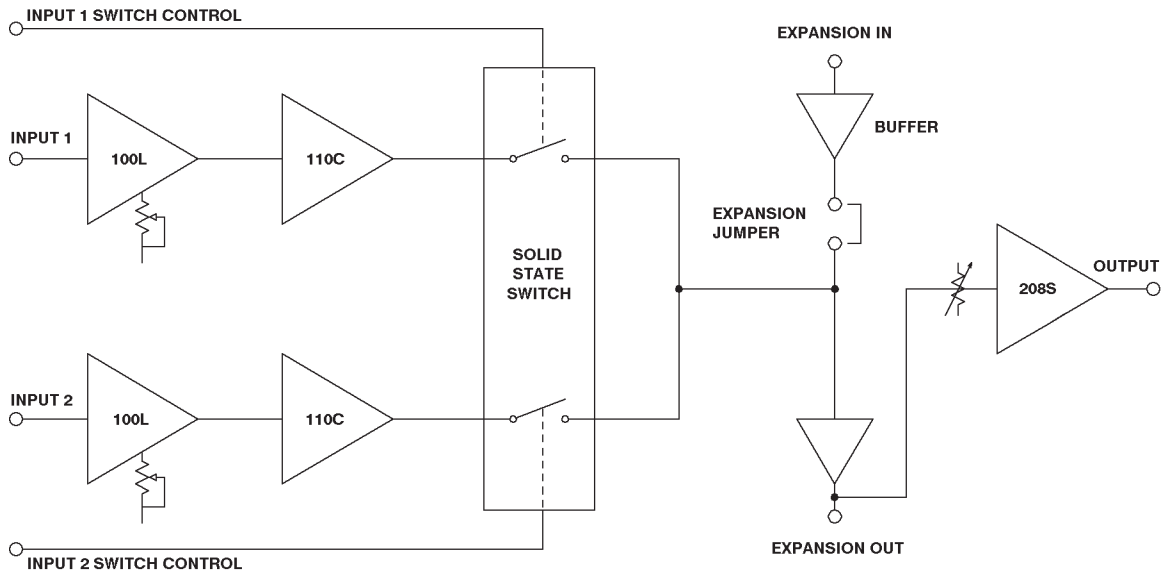 INPUT 1 SWITCH CONTROL
EXPANSION IN
BUFFER
INPUT 1
100L
110C
EXPANSION
JUMPER
SOLID
STATE
SWITCH
OUTPUT
208S
INPUT 2
100L
110C
EXPANSION OUT
INPUT 2 SWITCH CONTROL